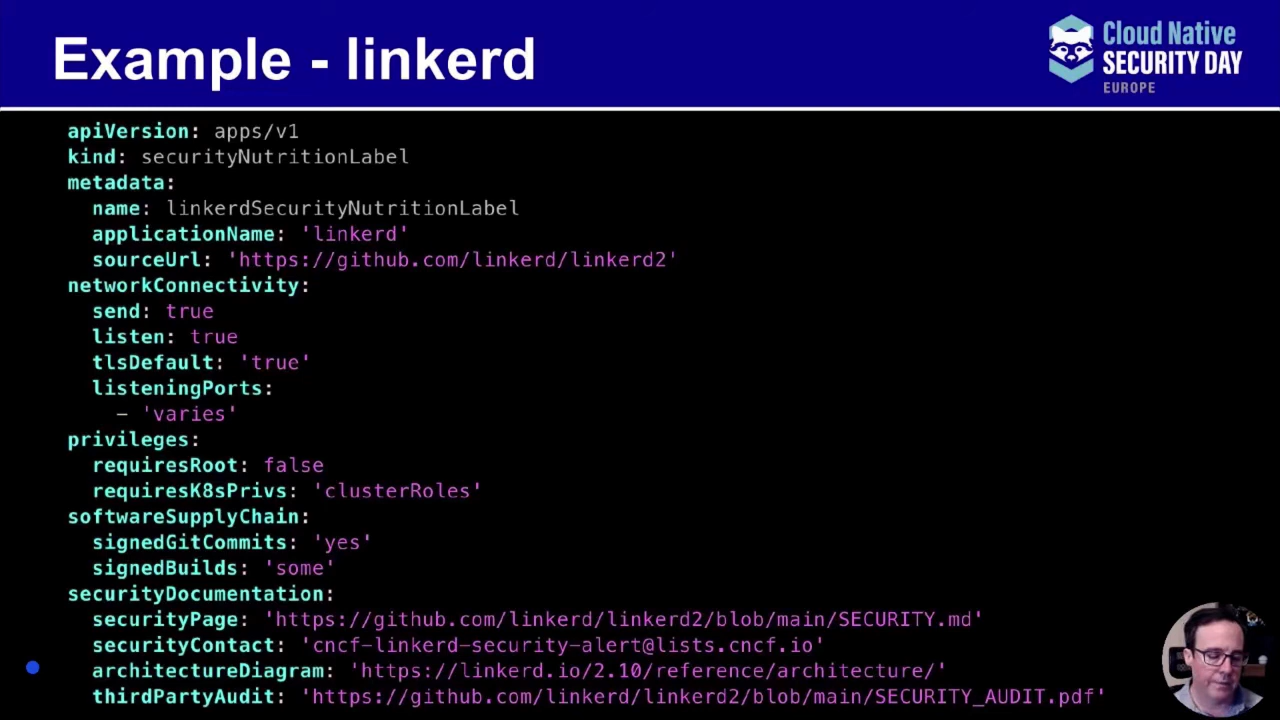 Example - linkerd
Cloud Native
SECURITY DAY
EUROPE
apiVersion: apps/v1
kind: securityNutritionLabel
metadata:
  name: linkerdSecurityNutritionLabel
  applicationName: 'linkerd'
  sourceUrl: 'https://github.com/linkerd/linkerd2'
networkConnectivity:
  send: true
  listen: true
  tlsDefault: 'true'
  listeningPorts:
    – 'varies'
privileges:
  requiresRoot: false
  requiresK8sPrivs: 'clusterRoles'
softwareSupplyChain:
  signedGitCommits: 'yes'
  signedBuilds: 'some'
securityDocumentation:
  securityPage: 'https://github.com/linkerd/linkerd2/blob/main/SECURITY.md'
  securityContact: 'cncf-linkerd-security-alert@lists.cncf.io'
  architectureDiagram: 'https://linkerd.io/2.10/reference/architecture/'
  thirdPartyAudit: 'https://github.com/linkerd/linkerd2/blob/main/SECURITY_AUDIT.pdf'